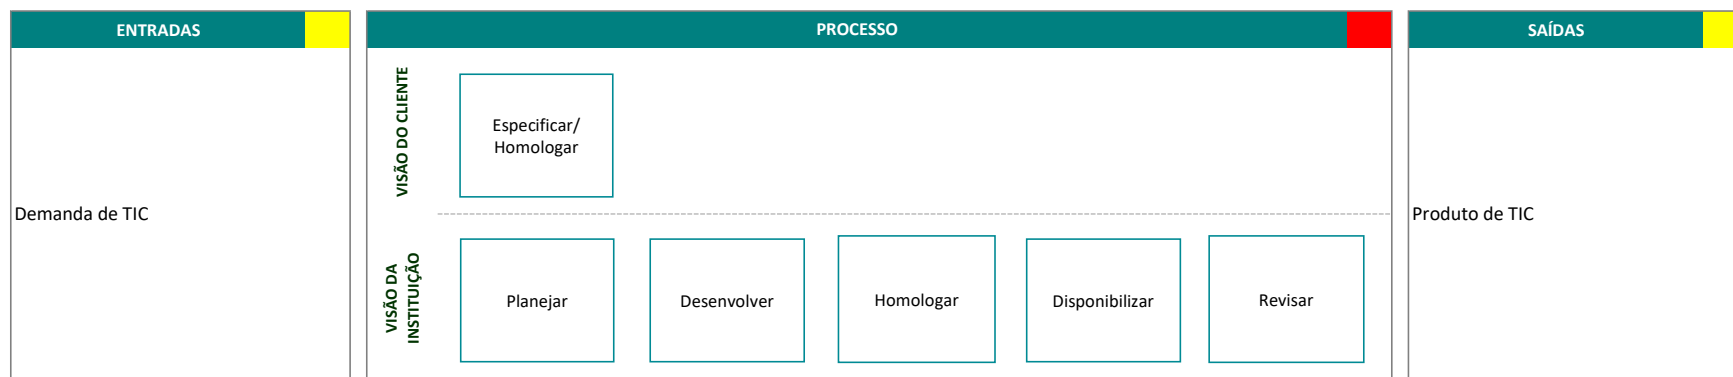 ENTRADAS
Demanda de TIC
PROCESSO
VISÃO DO CLIENTE
Especificar/
Homologar
VISÃO DA
INSTITUIÇÃO
Planejar
Desenvolver
Homologar
Disponibilizar
Revisar
SAÍDAS
Produto de TIC